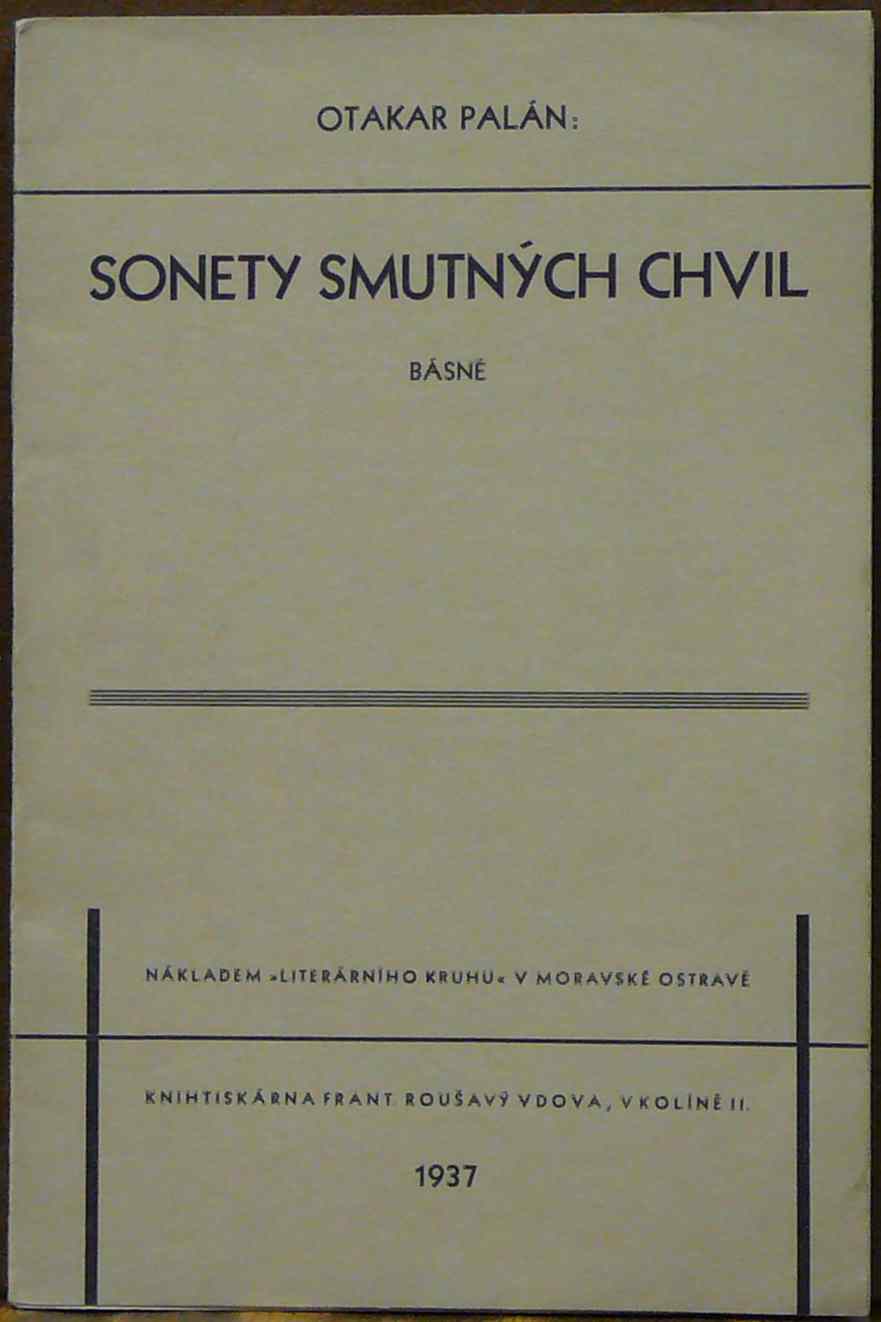 OTAKAR PALÁN:
SONETY SMUTNÝCH CHVIL
BÁSNĚ
NÁKLADEM »LITERÁRNÍHO KRUHU« V MORAVSKÉ OSTRAVĚ
KNIHTISKÁRNA FRANT. ROUŠAVÝ VDOVA, V KOLÍNĚ II.
1937